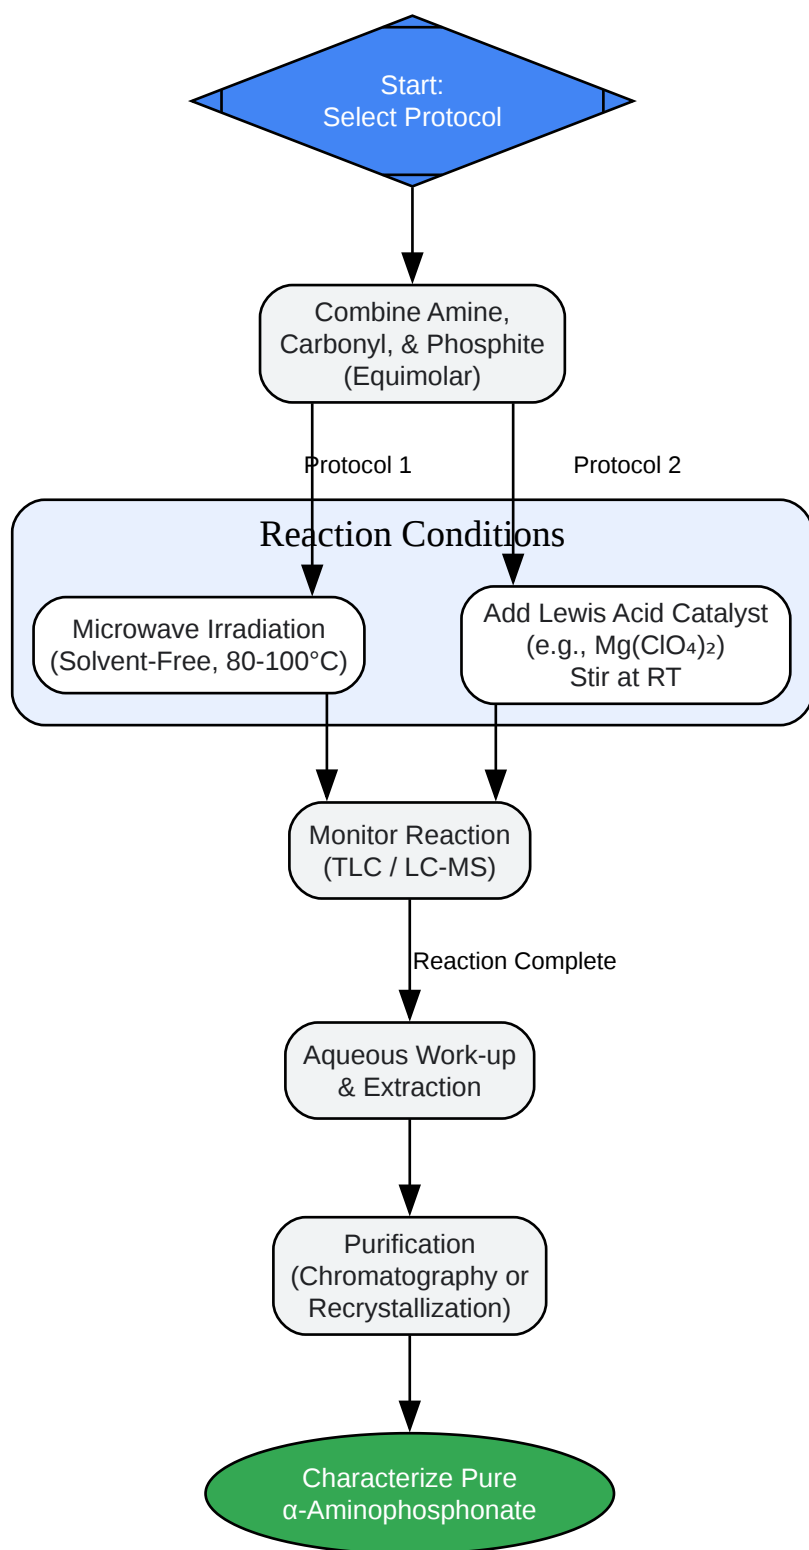 Start:
Select Protocol
Combine Amine,
Carbonyl, & Phosphite
(Equimolar)
Protocol 1
Protocol 2
Reaction Conditions
Microwave Irradiation
(Solvent-Free, 80-100°C)
Add Lewis Acid Catalyst
(e.g., Mg(ClO₄)₂)
Stir at RT
Monitor Reaction
(TLC / LC-MS)
Reaction Complete
Aqueous Work-up
& Extraction
Purification
(Chromatography or
Recrystallization)
Characterize Pure
α-Aminophosphonate